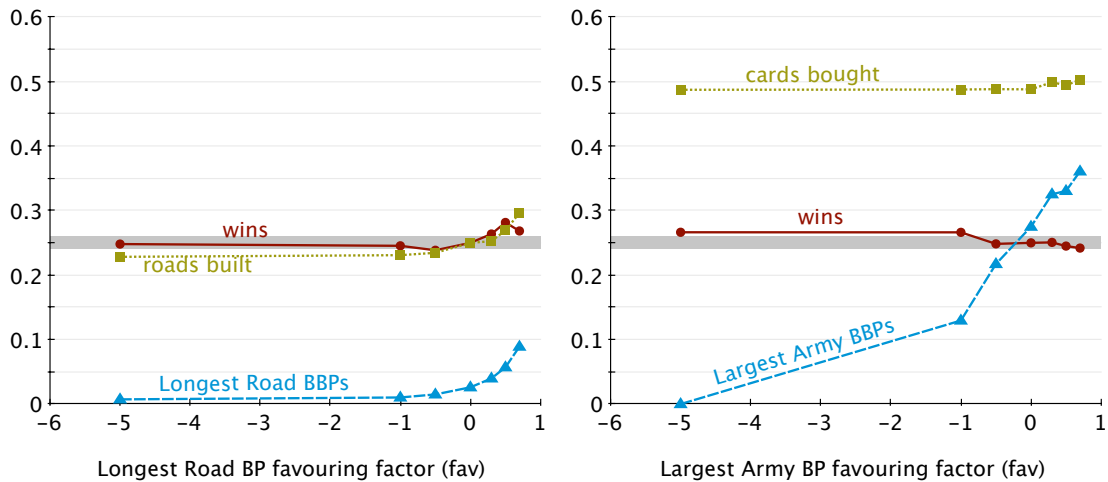 0.6
0.5
0.4
0.3
0.2
0.1
0
wins
roads built
Longest Road BBPs
−6 −5 −4 −3 −2 −1 0 1
Longest Road BP favouring factor (fav)
0.6
0.5
0.4
0.3
0.2
0.1
0
cards bought
wins
Largest Army BBPs
−6 −5 −4 −3 −2 −1 0 1
Largest Army BP favouring factor (fav)